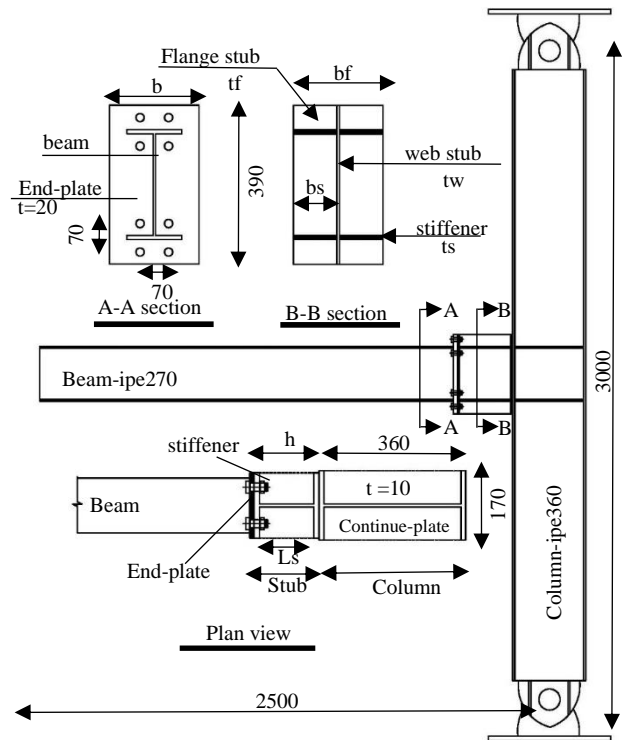 Flange stub
b
tf
bf
beam
web stub
tw
390
bs
End-plate
t=20
stiffener
ts
70
70
A-A section
B-B section
A
B
Beam-ipe270
3000
A
B
stiffener
h
360
t =10
Beam
170
Continue-plate
Ls
End-plate
Stub
Column
Column-ipe360
Plan view
2500